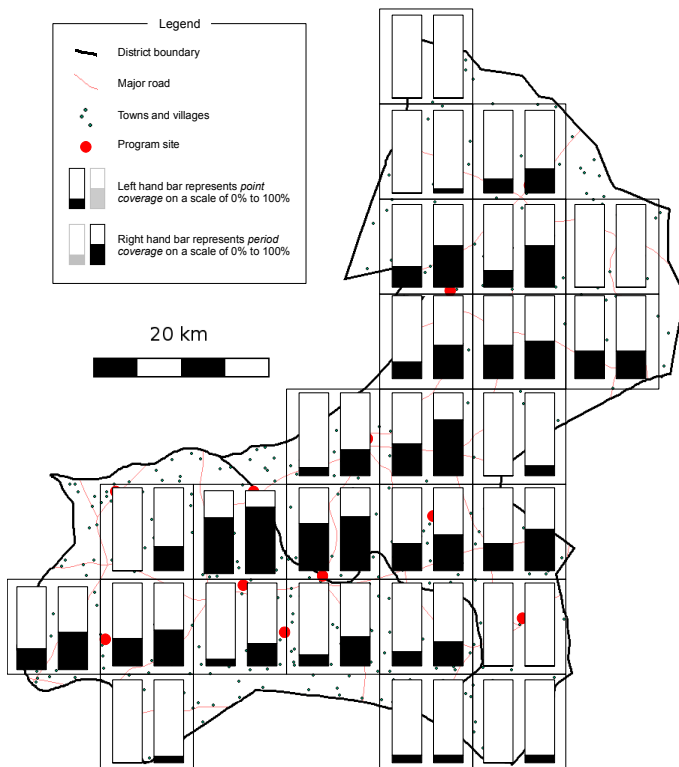 Legend
District boundary
Major road
Towns and villages
Program site
Left hand bar represents point
coverage on a scale of 0% to 100%
Right hand bar represents period
coverage on a scale of 0% to 100%
20 km